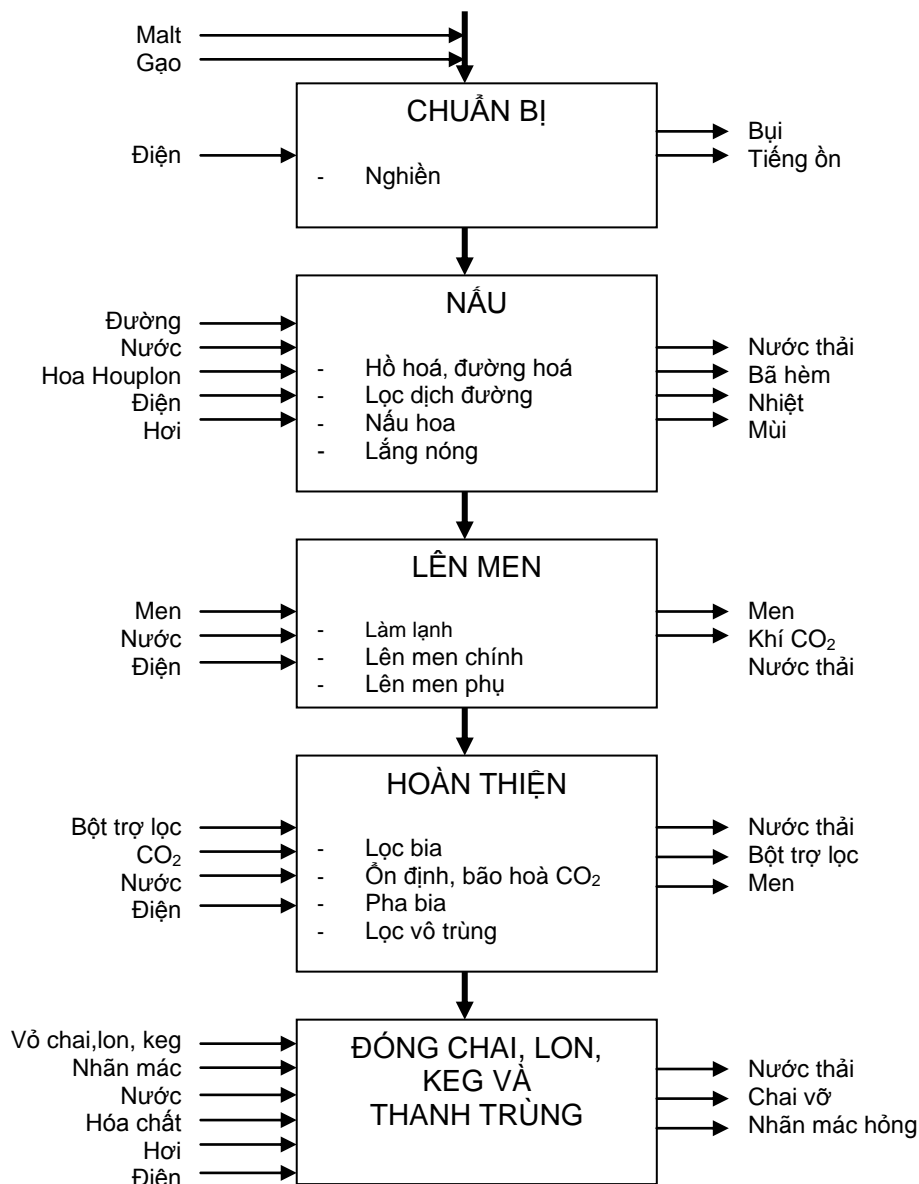 Malt
Gạo
CHUẨN BỊ
Điện
- Nghiền
Bụi
Tiếng ồn
NẤU
Đường
Nước
Hoa Houplon
Điện
Hơi
- Hồ hoá, đường hoá
- Lọc dịch đường
- Nấu hoa
- Lắng nóng
Nước thải
Bã hèm
Nhiệt
Mùi
LÊN MEN
Men
Nước
Điện
- Làm lạnh
- Lên men chính
- Lên men phụ
Men
Khí CO₂
Nước thải
HOÀN THIỆN
Bột trợ lọc
CO₂
Nước
Điện
- Lọc bia
- Ổn định, bão hoà CO₂
- Pha bia
- Lọc vô trùng
Nước thải
Bột trợ lọc
Men
Vỏ chai,lon, keg
Nhãn mác
Nước
Hóa chất
Hơi
Điện
ĐÓNG CHAI, LON,
KEG VÀ
THANH TRÙNG
Nước thải
Chai vỡ
Nhãn mác hỏng